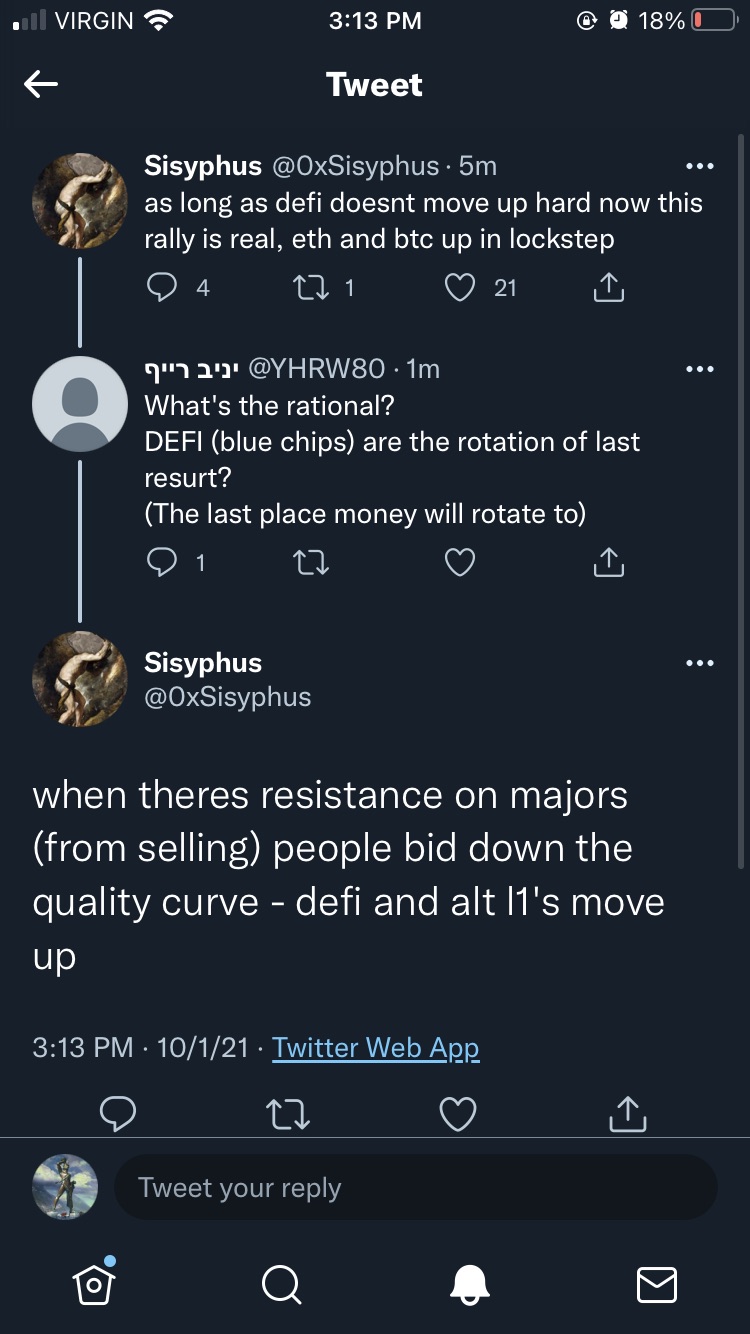 VIRGIN 3:13 PM 18%
Tweet
Sisyphus @0xSisyphus · 5m
as long as defi doesnt move up hard now this
rally is real, eth and btc up in lockstep
4 1 21
יניב רייף @YHRW80 · 1m
What's the rational?
DEFI (blue chips) are the rotation of last
resurt?
(The last place money will rotate to)
1
Sisyphus
@0xSisyphus
when theres resistance on majors
(from selling) people bid down the
quality curve - defi and alt l1's move
up
3:13 PM · 10/1/21 · Twitter Web App
Tweet your reply